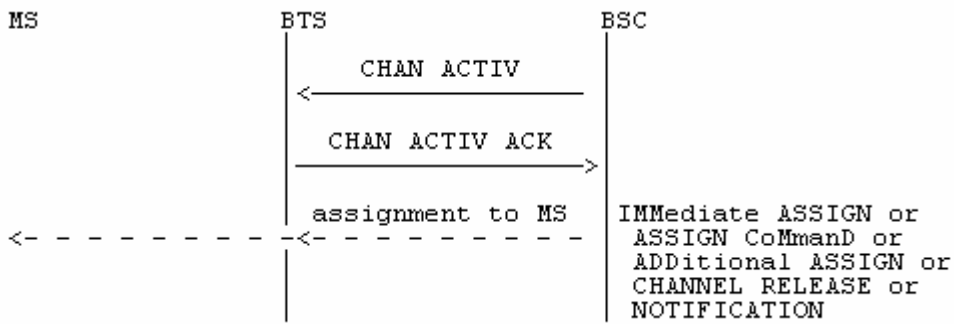 MS BTS BSC
CHAN ACTIV
CHAN ACTIV ACK
assignment to MS IMMediate ASSIGN or
ASSIGN CoMmanD or
ADDitional ASSIGN or
CHANNEL RELEASE or
NOTIFICATION